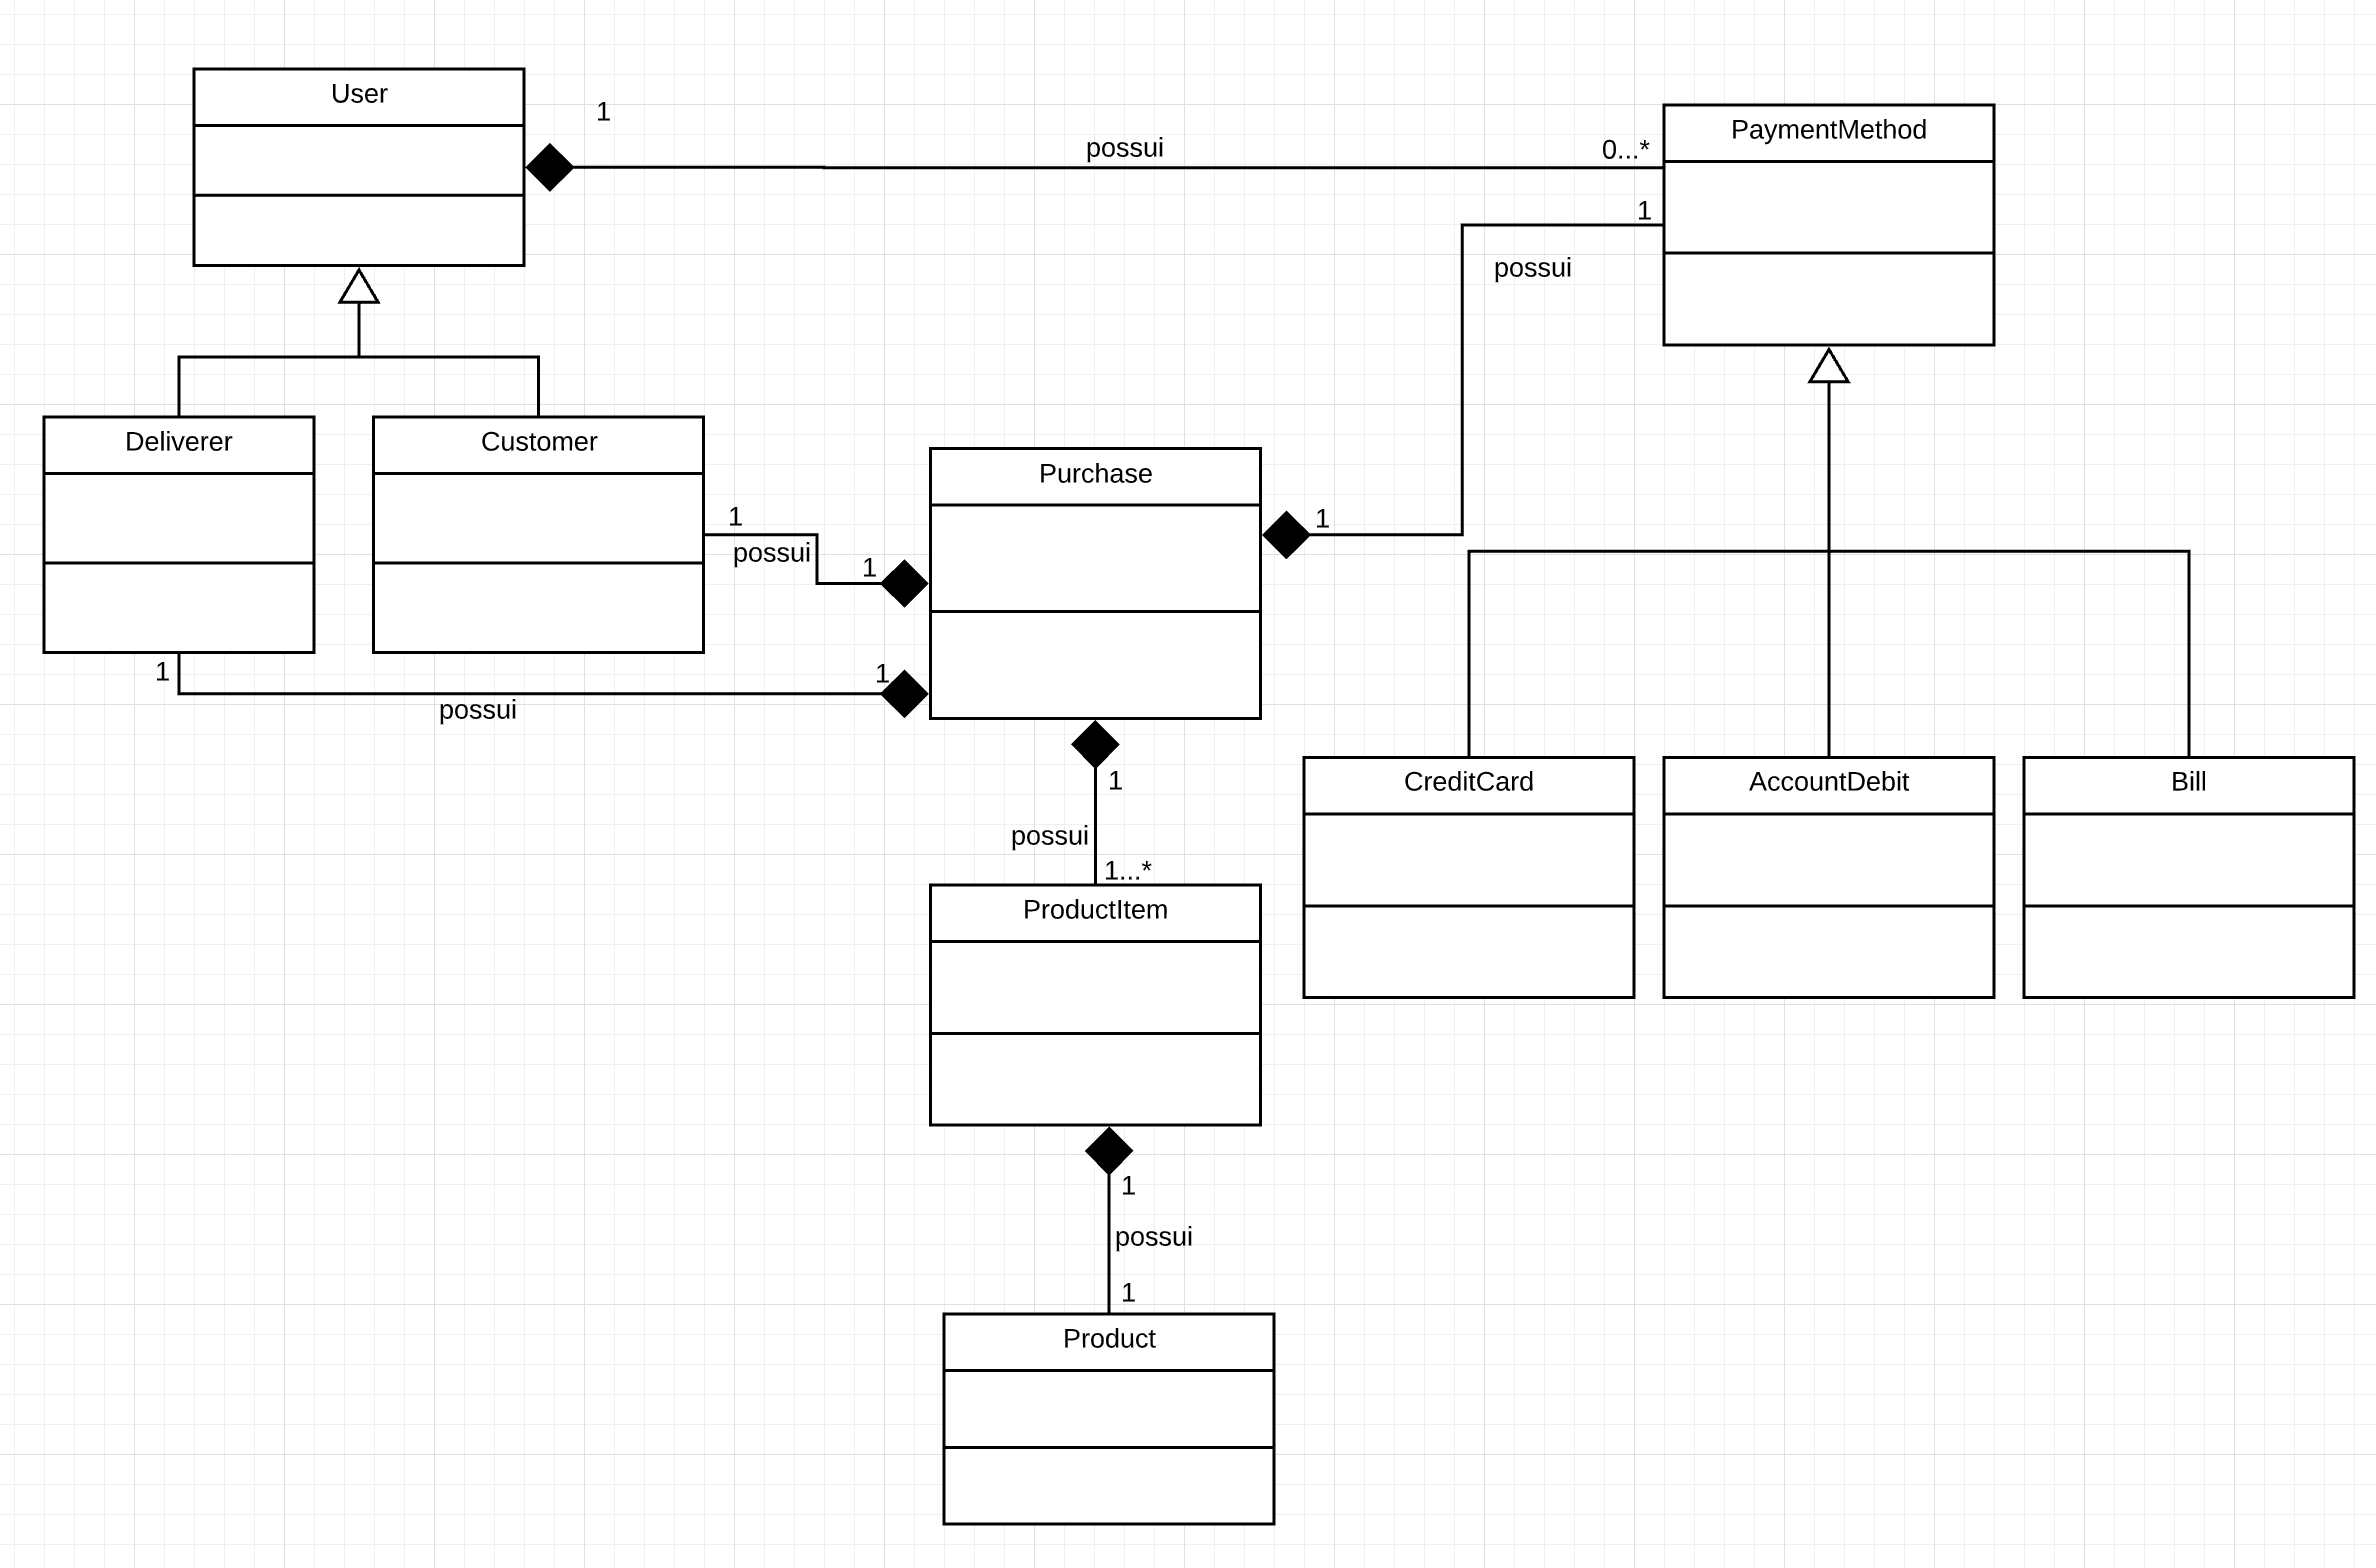 User
1
possui
0...*
PaymentMethod
1
possui
Deliverer
Customer
Purchase
1
possui
1
1
1
1
possui
1
possui
1...*
CreditCard
AccountDebit
Bill
ProductItem
1
possui
1
Product